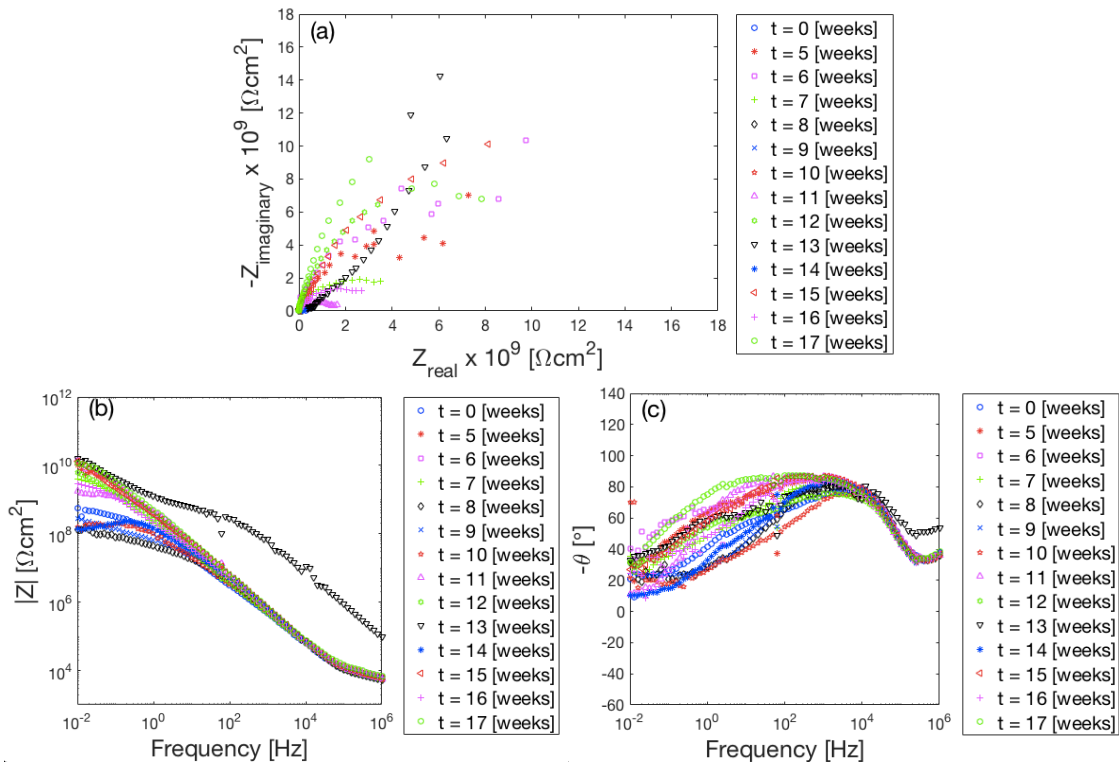 (a)
18
16
14
12
10
8
6
4
2
0
-Z_imaginary x 10^9 [Ωcm^2]
0 2 4 6 8 10 12 14 16 18
Z_real x 10^9 [Ωcm^2]
t = 0 [weeks]
t = 5 [weeks]
t = 6 [weeks]
t = 7 [weeks]
t = 8 [weeks]
t = 9 [weeks]
t = 10 [weeks]
t = 11 [weeks]
t = 12 [weeks]
t = 13 [weeks]
t = 14 [weeks]
t = 15 [weeks]
t = 16 [weeks]
t = 17 [weeks]
(b)
10^12
10^10
10^8
10^6
10^4
|Z| [Ωcm^2]
10^-2 10^0 10^2 10^4 10^6
Frequency [Hz]
t = 0 [weeks]
t = 5 [weeks]
t = 6 [weeks]
t = 7 [weeks]
t = 8 [weeks]
t = 9 [weeks]
t = 10 [weeks]
t = 11 [weeks]
t = 12 [weeks]
t = 13 [weeks]
t = 14 [weeks]
t = 15 [weeks]
t = 16 [weeks]
t = 17 [weeks]
(c)
140
120
100
80
60
40
20
0
-20
-40
-60
-θ [°]
10^-2 10^0 10^2 10^4 10^6
Frequency [Hz]
t = 0 [weeks]
t = 5 [weeks]
t = 6 [weeks]
t = 7 [weeks]
t = 8 [weeks]
t = 9 [weeks]
t = 10 [weeks]
t = 11 [weeks]
t = 12 [weeks]
t = 13 [weeks]
t = 14 [weeks]
t = 15 [weeks]
t = 16 [weeks]
t = 17 [weeks]